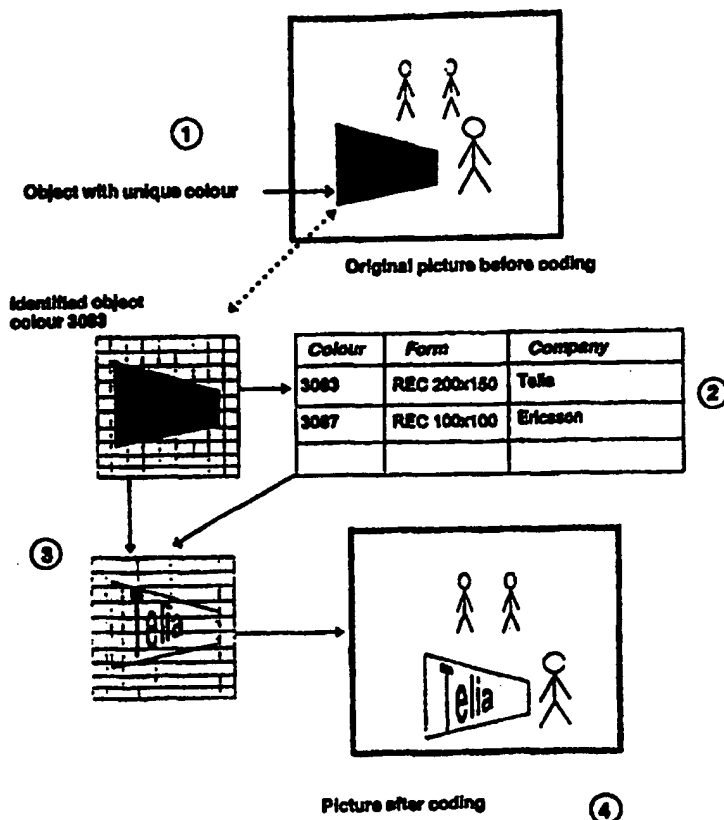 1
Object with unique colour
Original picture before coding
Identified object
colour 3083
Colour Form Company
3083 REC 200x150 Telia
3087 REC 100x100 Ericsson
2
3
Telia
Telia
Picture after coding
4